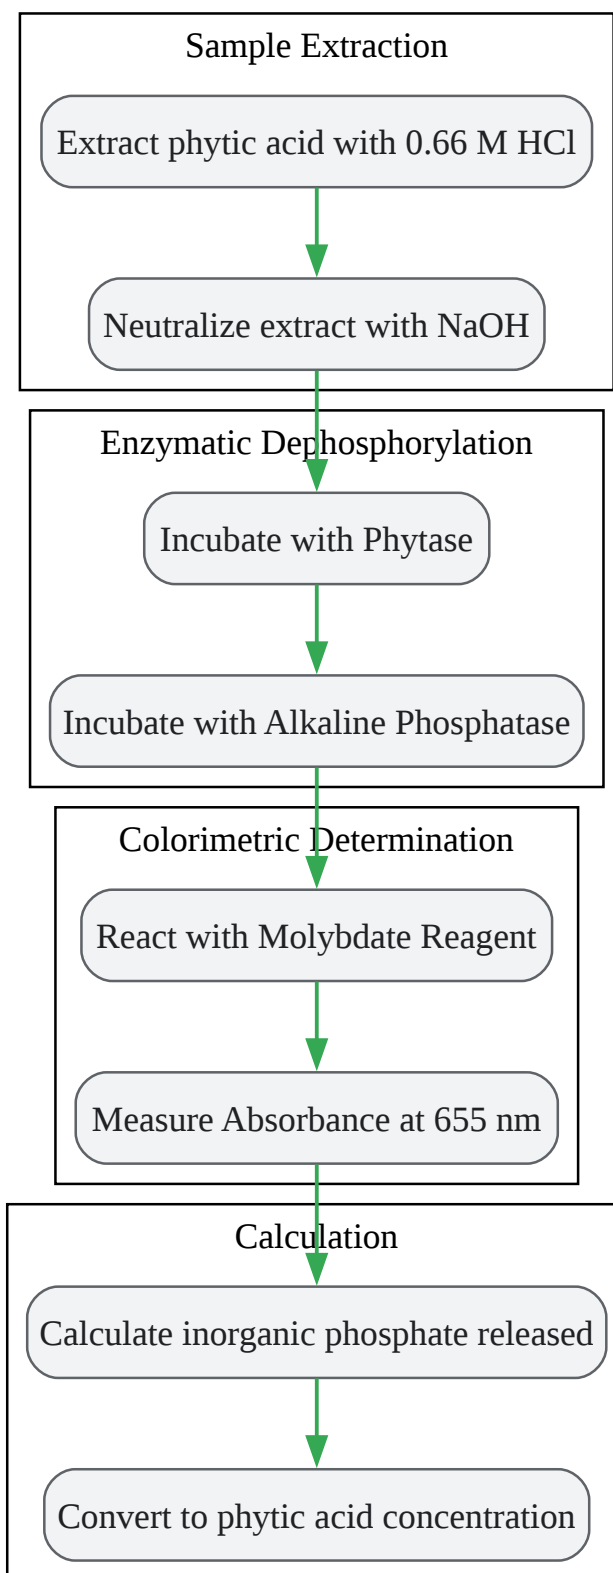 Sample Extraction
Extract phytic acid with 0.66 M HCl
Neutralize extract with NaOH
Enzymatic Dephosphorylation
Incubate with Phytase
Incubate with Alkaline Phosphatase
Colorimetric Determination
React with Molybdate Reagent
Measure Absorbance at 655 nm
Calculation
Calculate inorganic phosphate released
Convert to phytic acid concentration